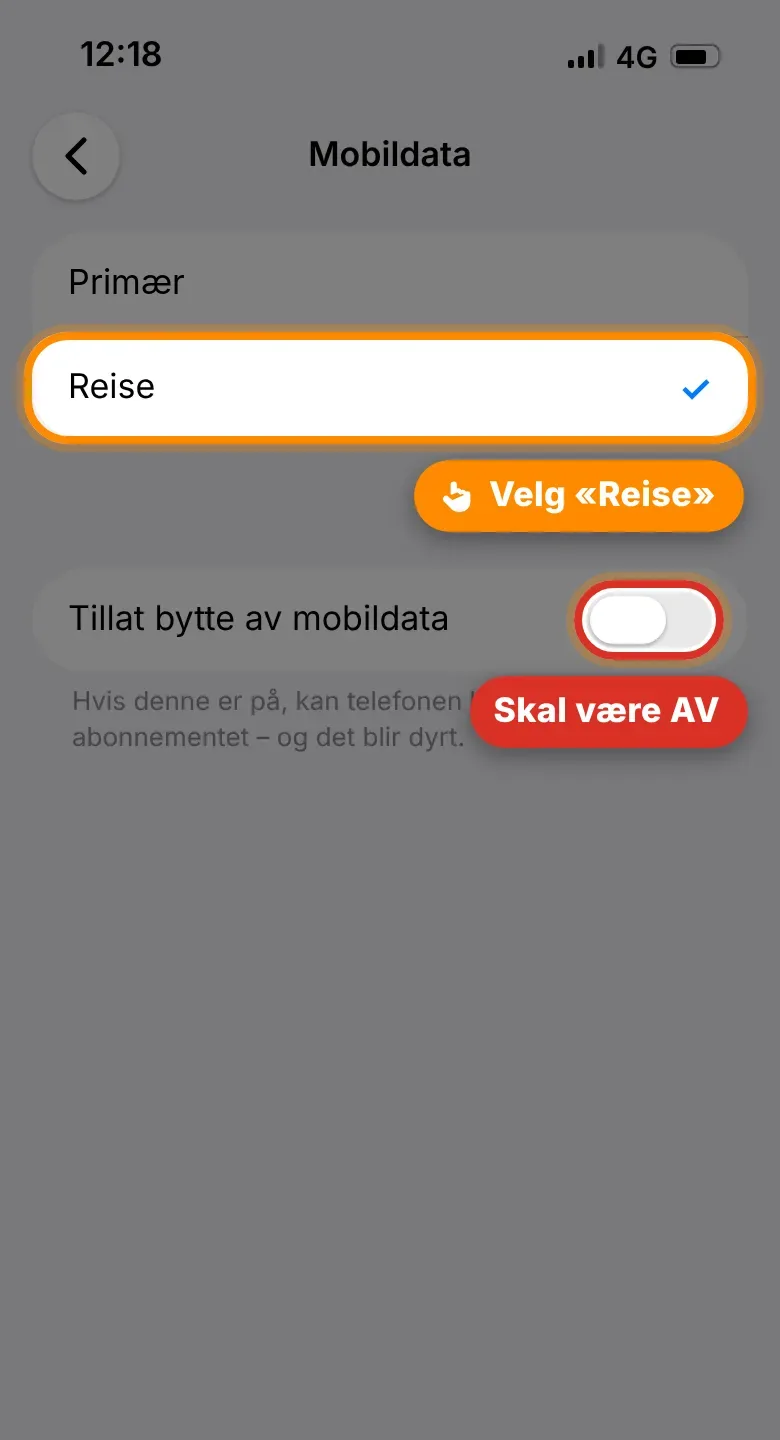 12:18
4G
Mobildata
Primær
Reise
Velg «Reise»
Tillat bytte av mobildata
Hvis denne er på, kan telefonen
Skal være AV
abonnementet – og det blir dyrt.